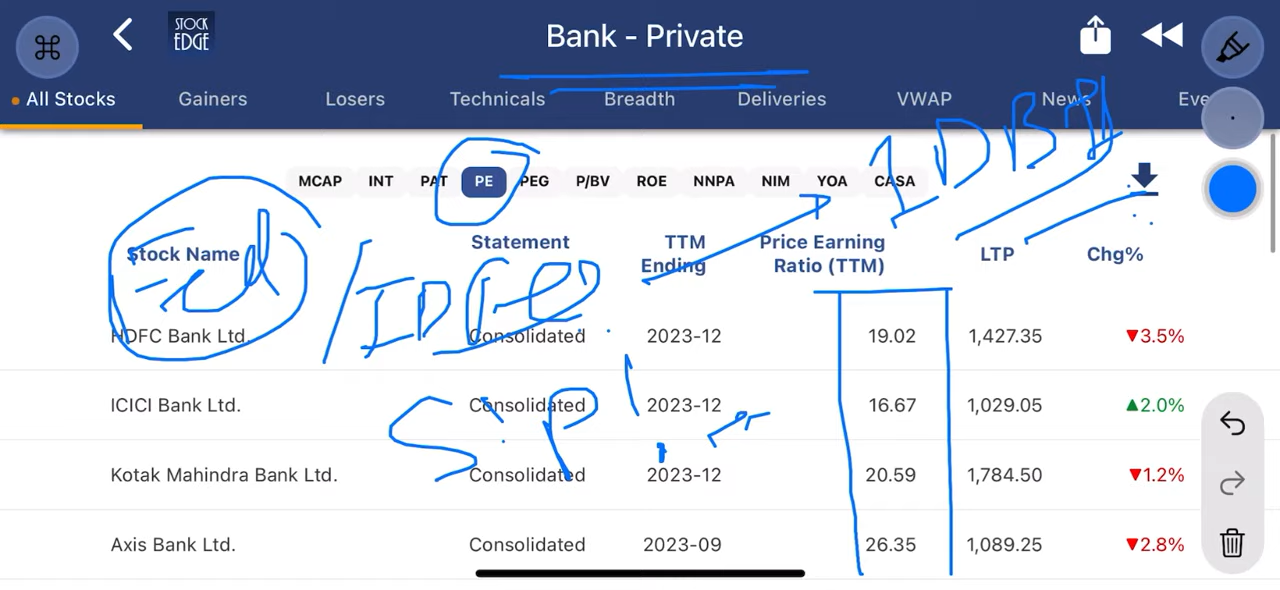 STOCK EDGE
Bank - Private
All Stocks Gainers Losers Technicals Breadth Deliveries VWAP News Eve
MCAP INT PAT PE PEG P/BV ROE NNPA NIM YOA CASA
IDBI
Stock Name Statement TTM Ending Price Earning Ratio (TTM) LTP Chg%
Fed / IDFC
HDFC Bank Ltd. Consolidated 2023-12 19.02 1,427.35 ▼3.5%
ICICI Bank Ltd. Consolidated 2023-12 16.67 1,029.05 ▲2.0%
S.P!
Kotak Mahindra Bank Ltd. Consolidated 2023-12 20.59 1,784.50 ▼1.2%
Axis Bank Ltd. Consolidated 2023-09 26.35 1,089.25 ▼2.8%